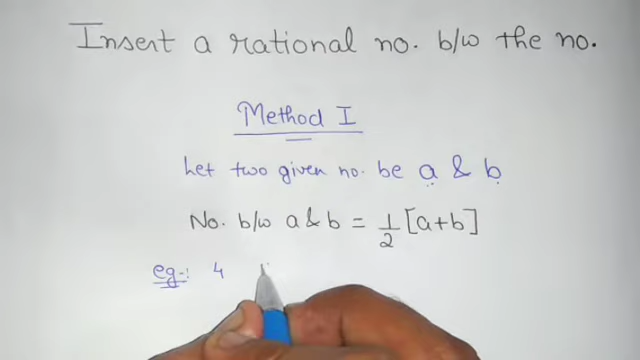 Insert a rational no. b/w the no.
Method I
Let two given no. be a & b
No. b/w a & b = 1/2 [a+b]
eg-: 4